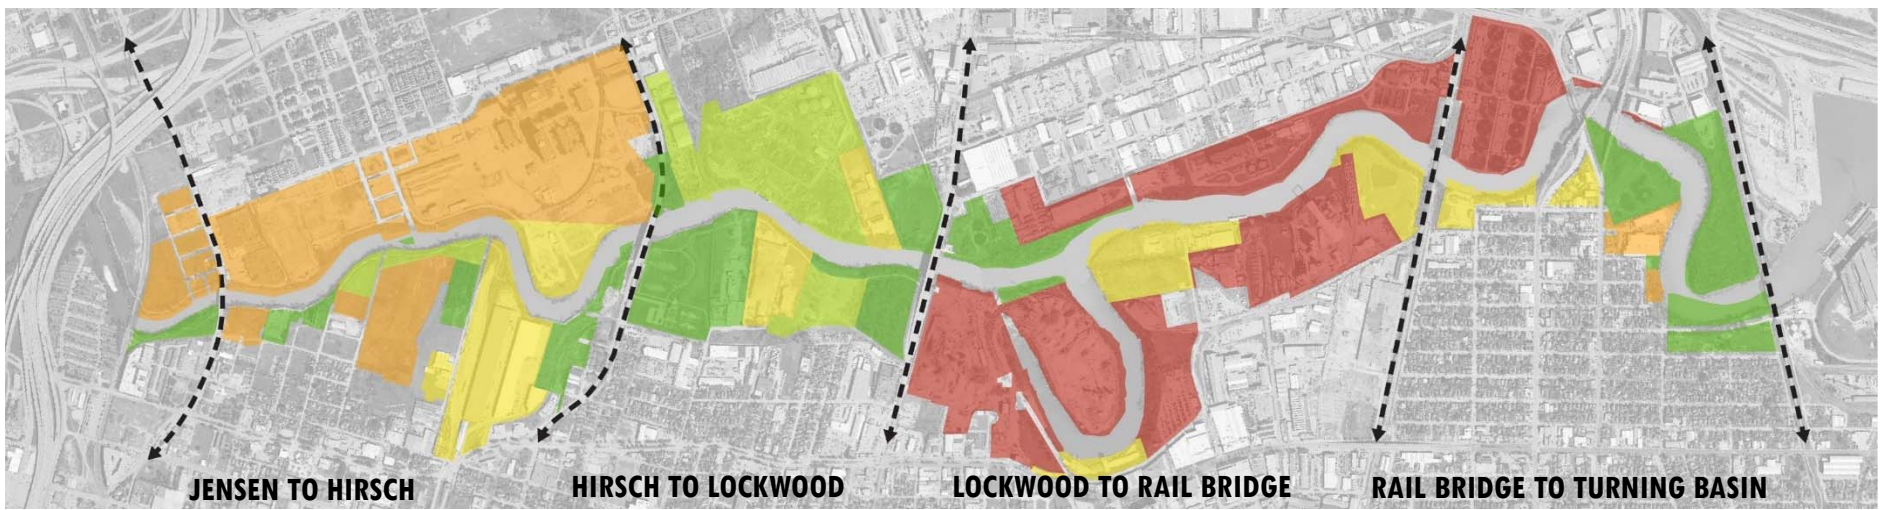 JENSEN TO HIRSCH
HIRSCH TO LOCKWOOD
LOCKWOOD TO RAIL BRIDGE
RAIL BRIDGE TO TURNING BASIN